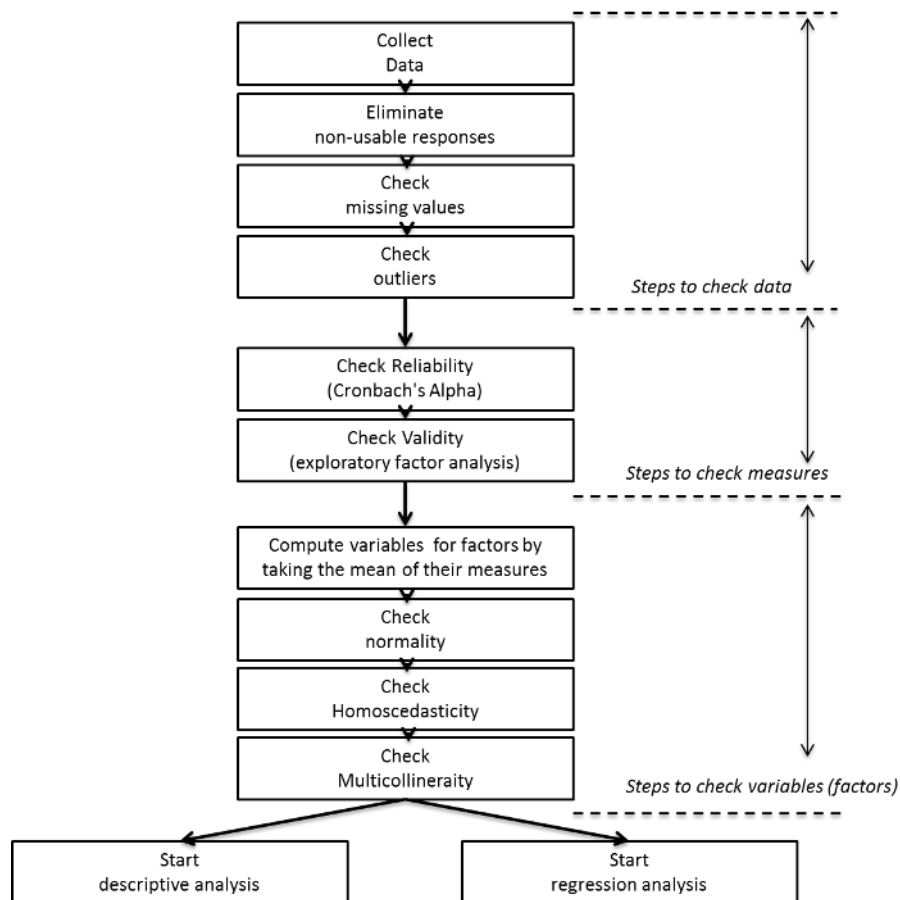 Collect
Data
Eliminate
non-usable responses
Check
missing values
Check
outliers
Steps to check data
Check Reliability
(Cronbach's Alpha)
Check Validity
(exploratory factor analysis)
Steps to check measures
Compute variables for factors by
taking the mean of their measures
Check
normality
Check
Homoscedasticity
Check
Multicollineraity
Steps to check variables (factors)
Start
descriptive analysis
Start
regression analysis